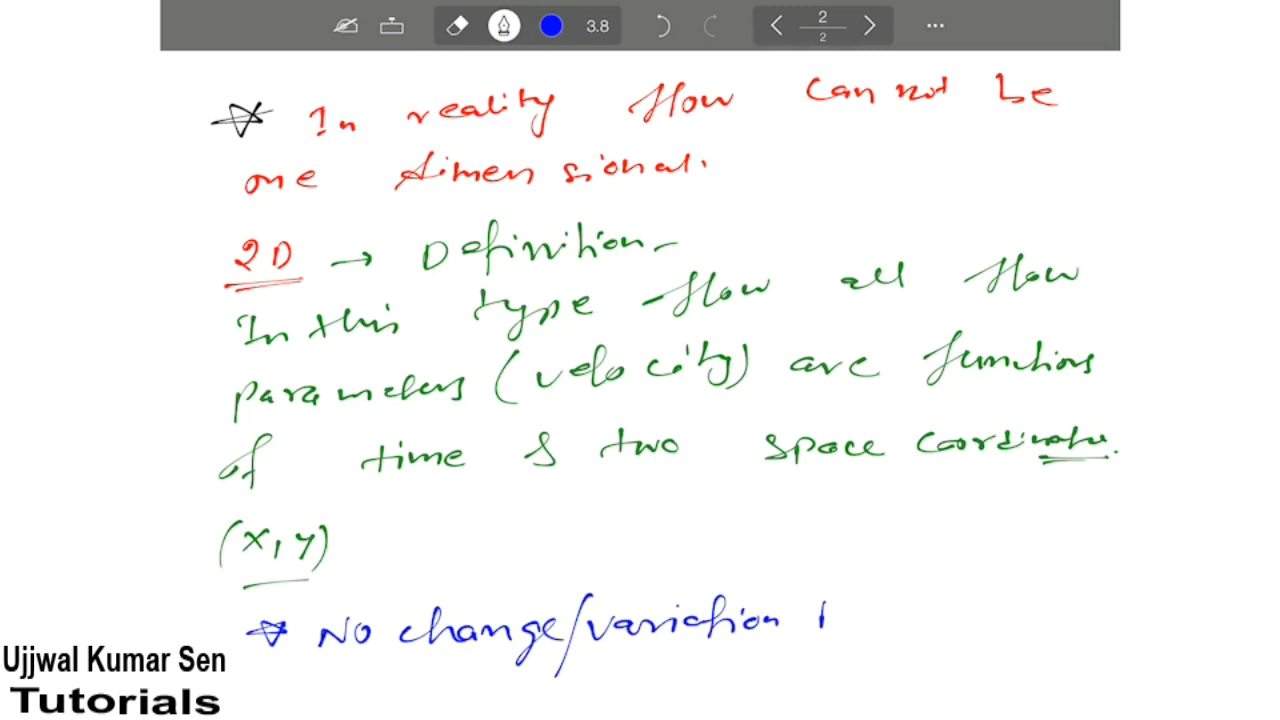 3.8
2
2
In reality flow can not be
one dimensional.
2D → Definition -
In this type flow all flow
parameters (velocity) are functions
of time & two space coordinate.
(x, y)
No change/variation
Ujjwal Kumar Sen
Tutorials